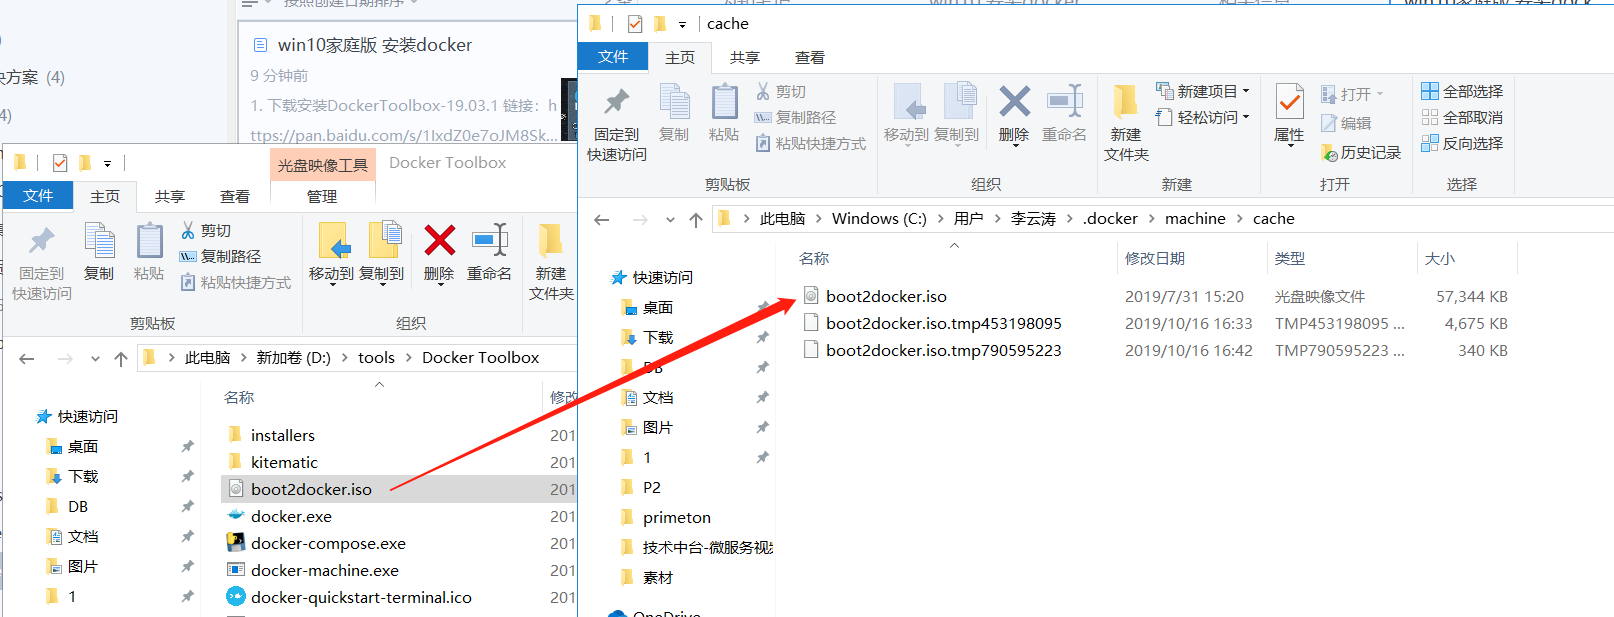 按照创建日期排序
win10家庭版 安装docker
9 分钟前
1. 下载安装DockerToolbox-19.03.1 链接：h
ttps://pan.baidu.com/s/1IxdZ0e7oJM8Sk...
决方案 (4)
cache
文件 主页 共享 查看
固定到
快速访问
复制
粘贴
剪切
复制路径
粘贴快捷方式
移动到 复制到
删除
重命名
新建
文件夹
新建项目
轻松访问
属性
打开
编辑
历史记录
全部选择
全部取消
反向选择
剪贴板 组织 新建 打开 选择
此电脑 Windows (C:) 用户 李云涛 .docker machine cache
快速访问
桌面
下载
DB
文档
图片
1
P2
primeton
技术中台-微服务视
素材
OneDrive
名称 修改日期 类型 大小
boot2docker.iso 2019/7/31 15:20 光盘映像文件 57,344 KB
boot2docker.iso.tmp453198095 2019/10/16 16:33 TMP453198095 ... 4,675 KB
boot2docker.iso.tmp790595223 2019/10/16 16:42 TMP790595223 ... 340 KB
光盘映像工具 Docker Toolbox
文件 主页 共享 查看 管理
固定到
快速访问
复制
粘贴
剪切
复制路径
粘贴快捷方式
移动到 复制到
删除
重命名
新建
文件夹
剪贴板 组织
此电脑 新加卷 (D:) tools Docker Toolbox
快速访问
桌面
下载
DB
文档
图片
1
名称 修改
installers 201
kitematic 201
boot2docker.iso 201
docker.exe 201
docker-compose.exe 201
docker-machine.exe 201
docker-quickstart-terminal.ico 201